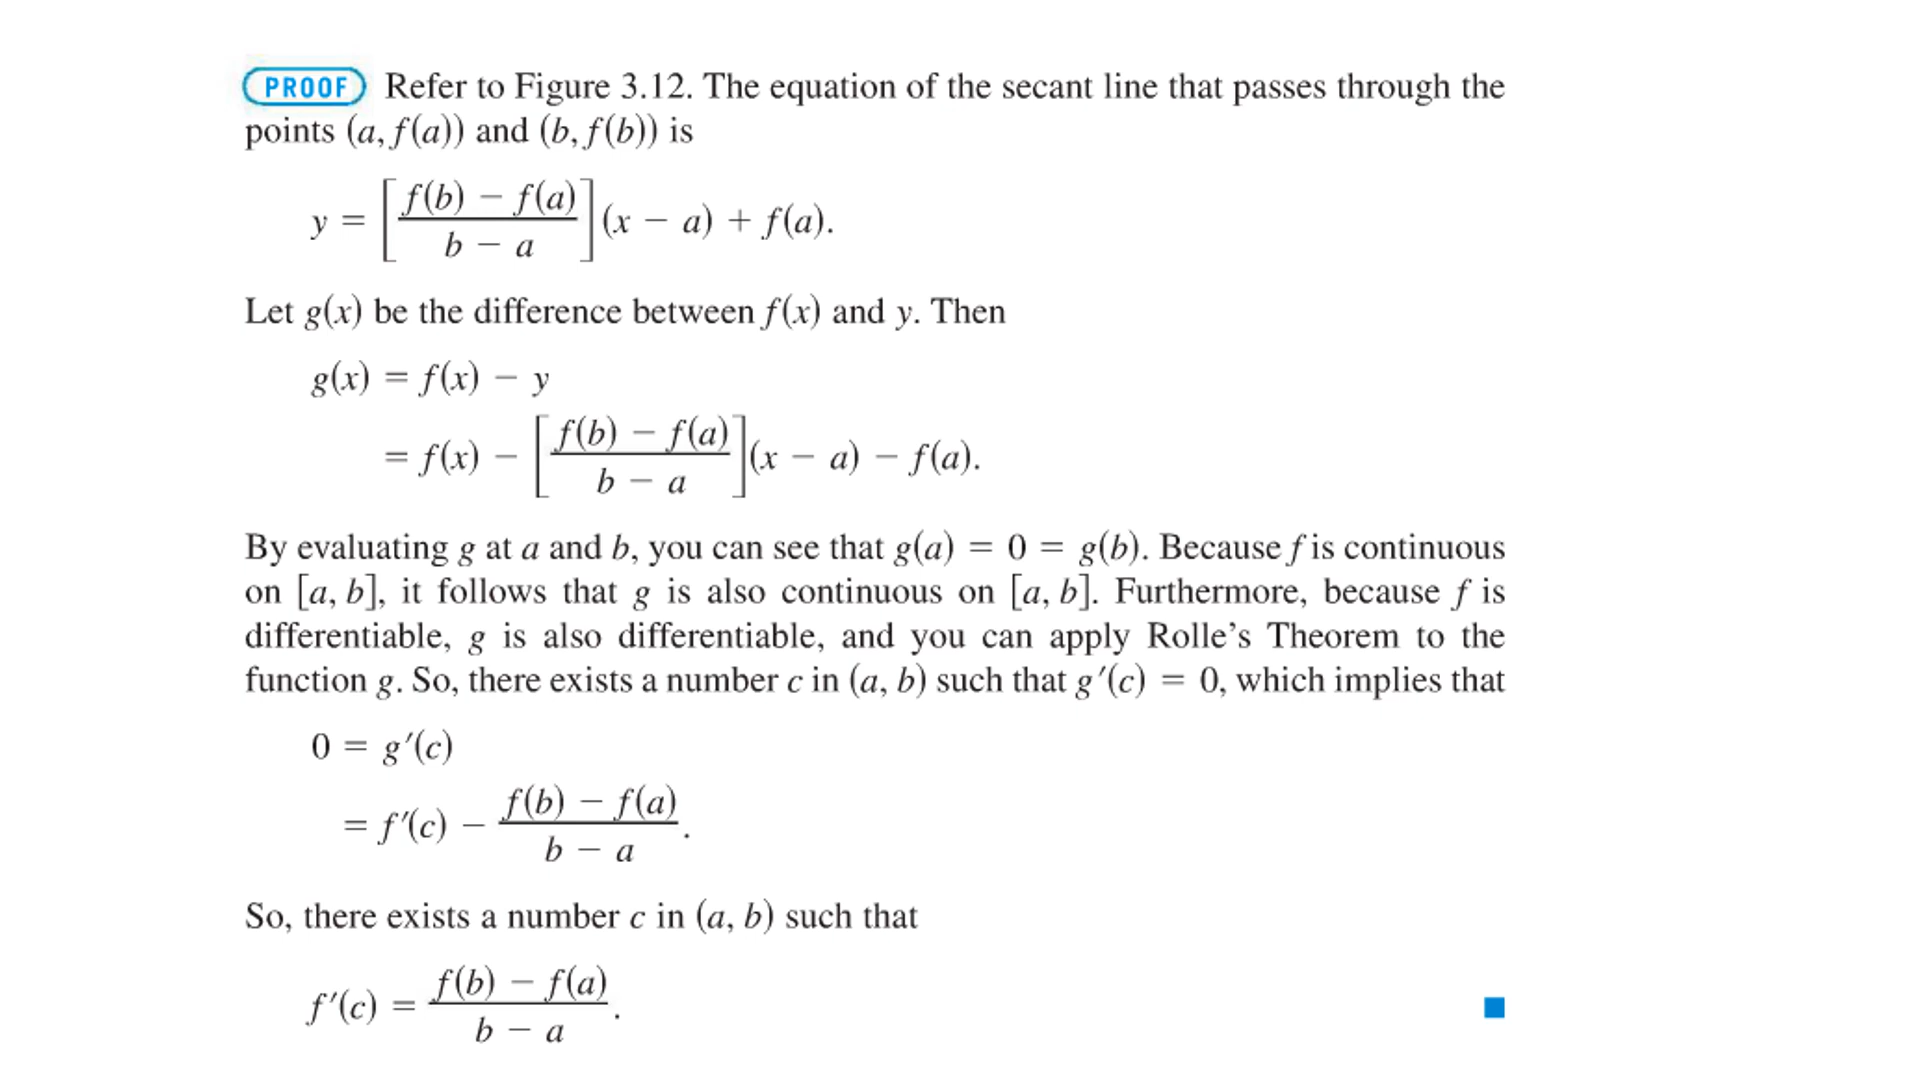 PROOF Refer to Figure 3.12. The equation of the secant line that passes through the
points (a, f(a)) and (b, f(b)) is
y = [f(b) − f(a) / b − a](x − a) + f(a).
Let g(x) be the difference between f(x) and y. Then
g(x) = f(x) − y
= f(x) − [f(b) − f(a) / b − a](x − a) − f(a).
By evaluating g at a and b, you can see that g(a) = 0 = g(b). Because f is continuous
on [a, b], it follows that g is also continuous on [a, b]. Furthermore, because f is
differentiable, g is also differentiable, and you can apply Rolle’s Theorem to the
function g. So, there exists a number c in (a, b) such that g′(c) = 0, which implies that
0 = g′(c)
= f′(c) − f(b) − f(a) / b − a.
So, there exists a number c in (a, b) such that
f′(c) = f(b) − f(a) / b − a.